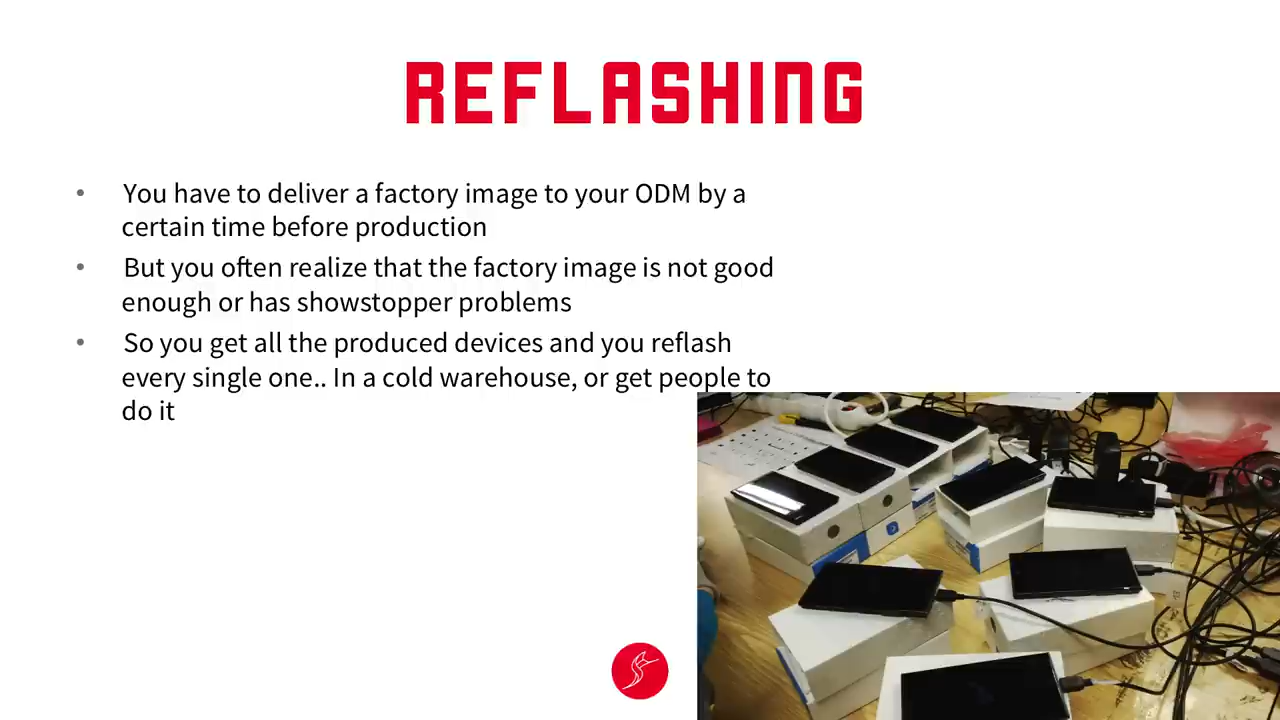 REFLASHING
• You have to deliver a factory image to your ODM by a
certain time before production
• But you often realize that the factory image is not good
enough or has showstopper problems
• So you get all the produced devices and you reflash
every single one.. In a cold warehouse, or get people to
do it